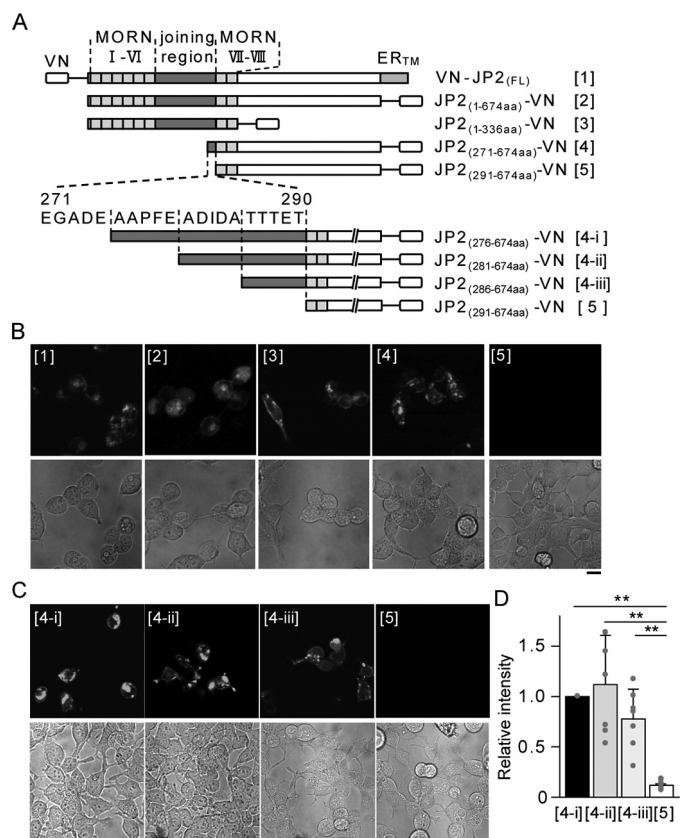 A
MORN joining MORN
I -VI region VII-VIII
VN ERTM
VN-JP2(FL) [1]
JP2(1-674aa)-VN [2]
JP2(1-336aa)-VN [3]
JP2(271-674aa)-VN [4]
JP2(291-674aa)-VN [5]
271 290
EGADEAAPFEADIDATTTET
JP2(276-674aa)-VN [4-i]
JP2(281-674aa)-VN [4-ii]
JP2(286-674aa)-VN [4-iii]
JP2(291-674aa)-VN [5]
B
[1] [2] [3] [4] [5]
C
[4-i] [4-ii] [4-iii] [5]
D
**
**
**
Relative intensity
1.5
1.0
0.5
0
[4-i] [4-ii] [4-iii] [5]